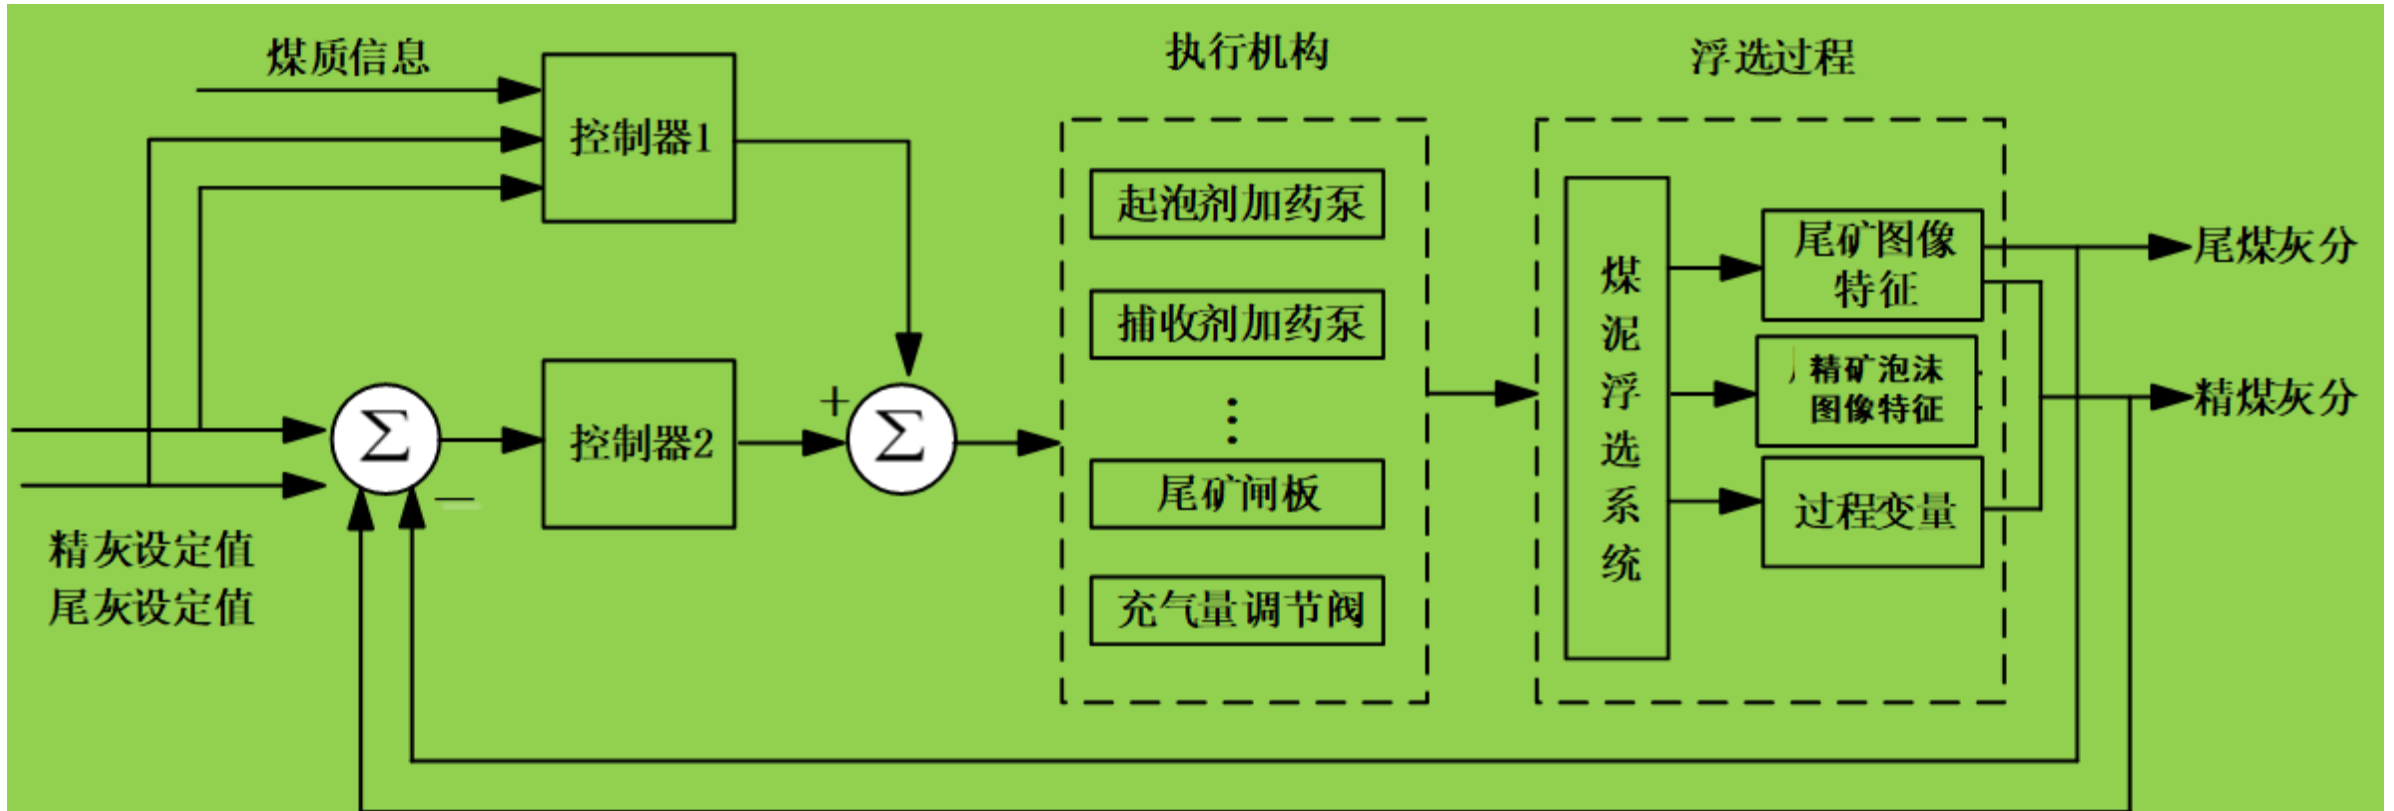 煤质信息
控制器1
执行机构
浮选过程
起泡剂加药泵
捕收剂加药泵
⋮
尾矿闸板
充气量调节阀
煤
泥
浮
选
系
统
尾矿图像
特征
精矿泡沫
图像特征
过程变量
尾煤灰分
精煤灰分
Σ
控制器2
+
Σ
—
精灰设定值
尾灰设定值